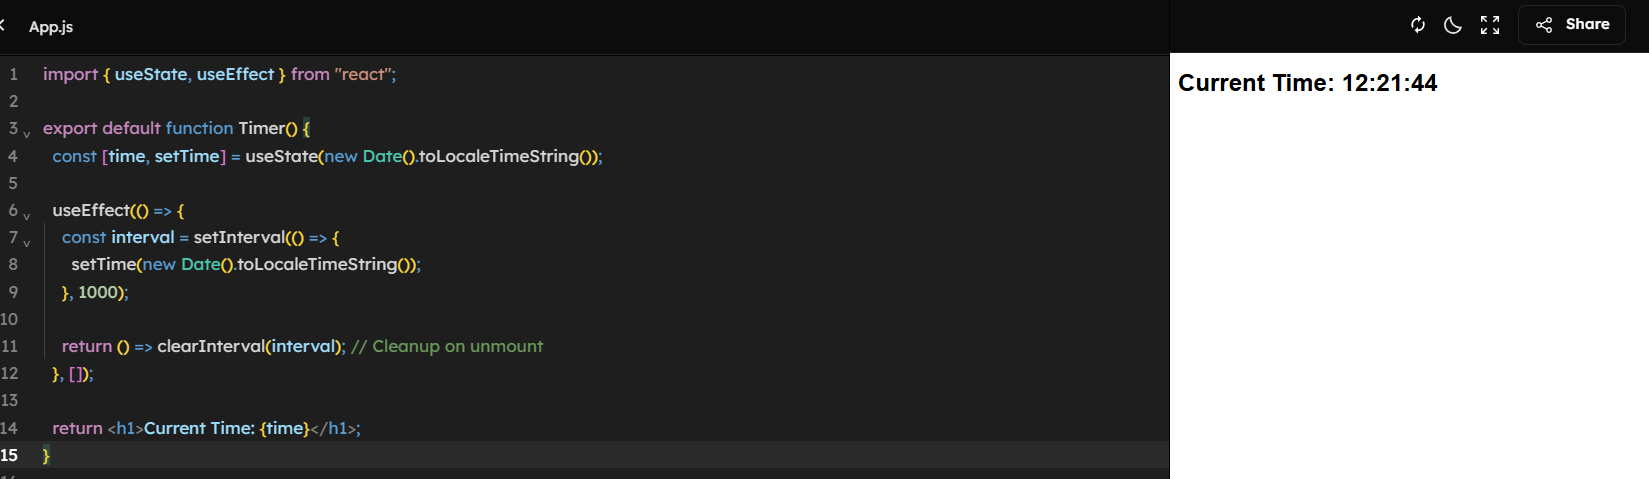 App.js
Share
1 import { useState, useEffect } from "react";
2
3 export default function Timer() {
4 const [time, setTime] = useState(new Date().toLocaleTimeString());
5
6 useEffect(() => {
7 const interval = setInterval(() => {
8 setTime(new Date().toLocaleTimeString());
9 }, 1000);
10
11 return () => clearInterval(interval); // Cleanup on unmount
12 }, []);
13
14 return <h1>Current Time: {time}</h1>;
15 }
Current Time: 12:21:44